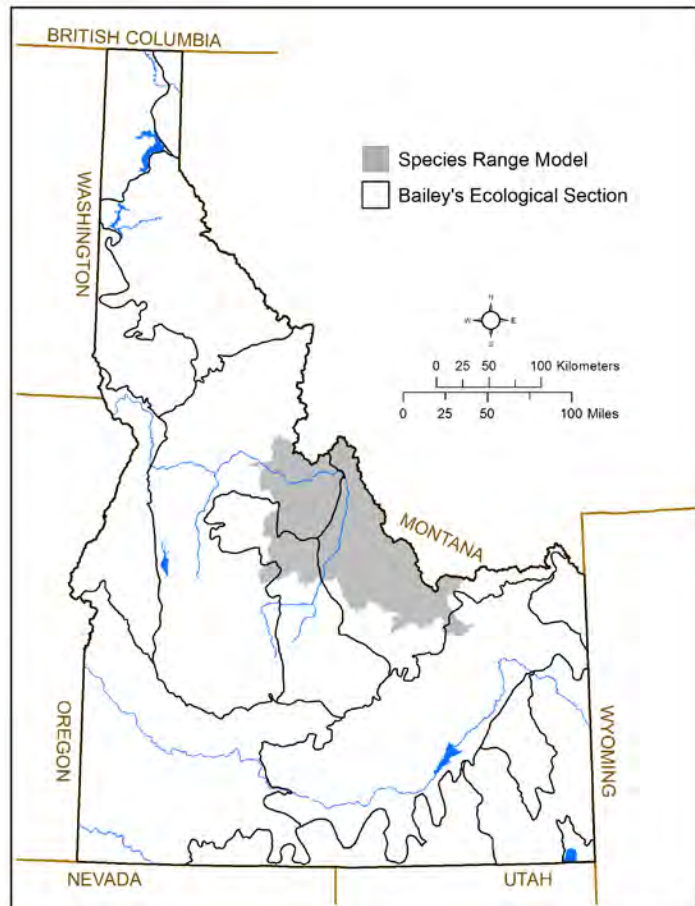 BRITISH COLUMBIA
WASHINGTON
Species Range Model
Bailey's Ecological Section
N
W
E
S
0 25 50 100 Kilometers
0 25 50 100 Miles
MONTANA
OREGON
WYOMING
NEVADA
UTAH